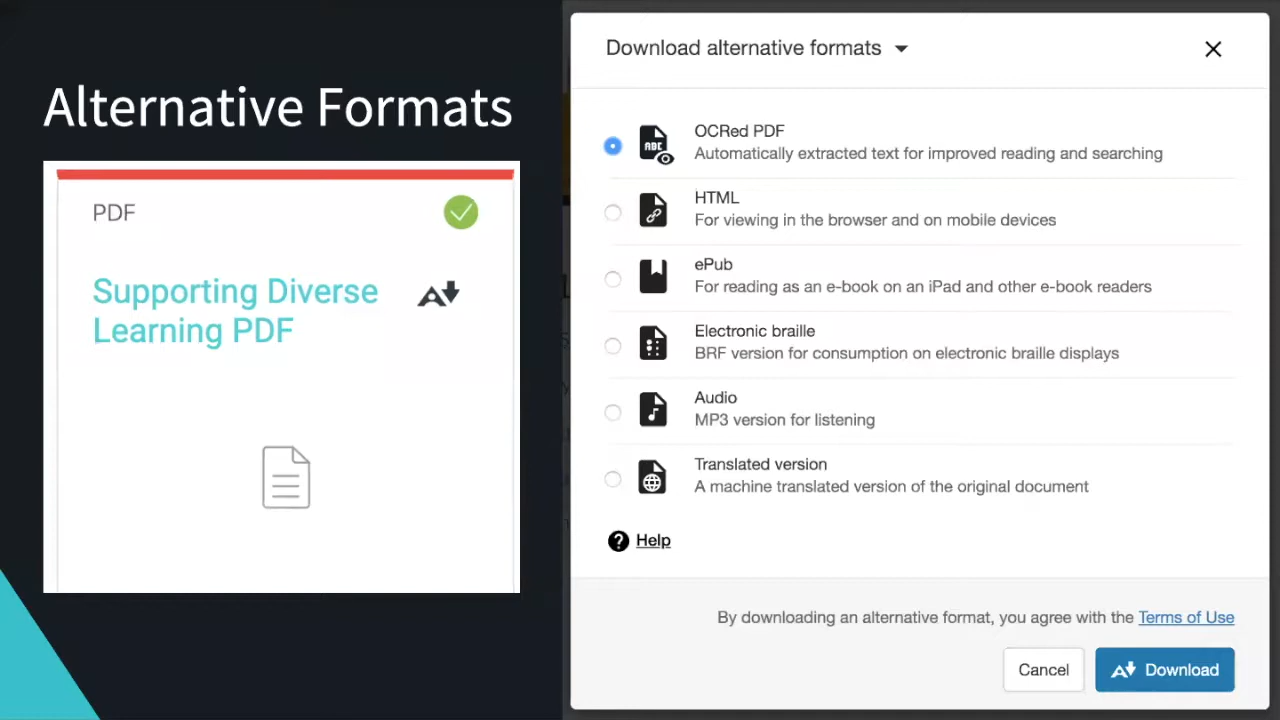 Alternative Formats
PDF
Supporting Diverse
Learning PDF
Download alternative formats
OCRed PDF
Automatically extracted text for improved reading and searching
HTML
For viewing in the browser and on mobile devices
ePub
For reading as an e-book on an iPad and other e-book readers
Electronic braille
BRF version for consumption on electronic braille displays
Audio
MP3 version for listening
Translated version
A machine translated version of the original document
Help
By downloading an alternative format, you agree with the Terms of Use
Cancel
Download